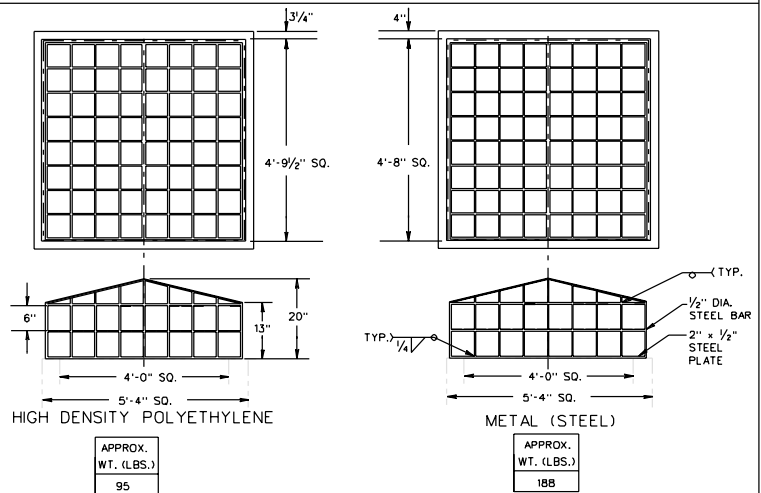 3¼"
4'-9½" SQ.
6"
20"
13"
4'-0" SQ.
5'-4" SQ.
HIGH DENSITY POLYETHYLENE
APPROX.
WT. (LBS.)
95
4"
4'-8" SQ.
(TYP.
½" DIA.
STEEL BAR
2" × ½"
STEEL
PLATE
TYP.)
1/4
4'-0" SQ.
5'-4" SQ.
METAL (STEEL)
APPROX.
WT. (LBS.)
188